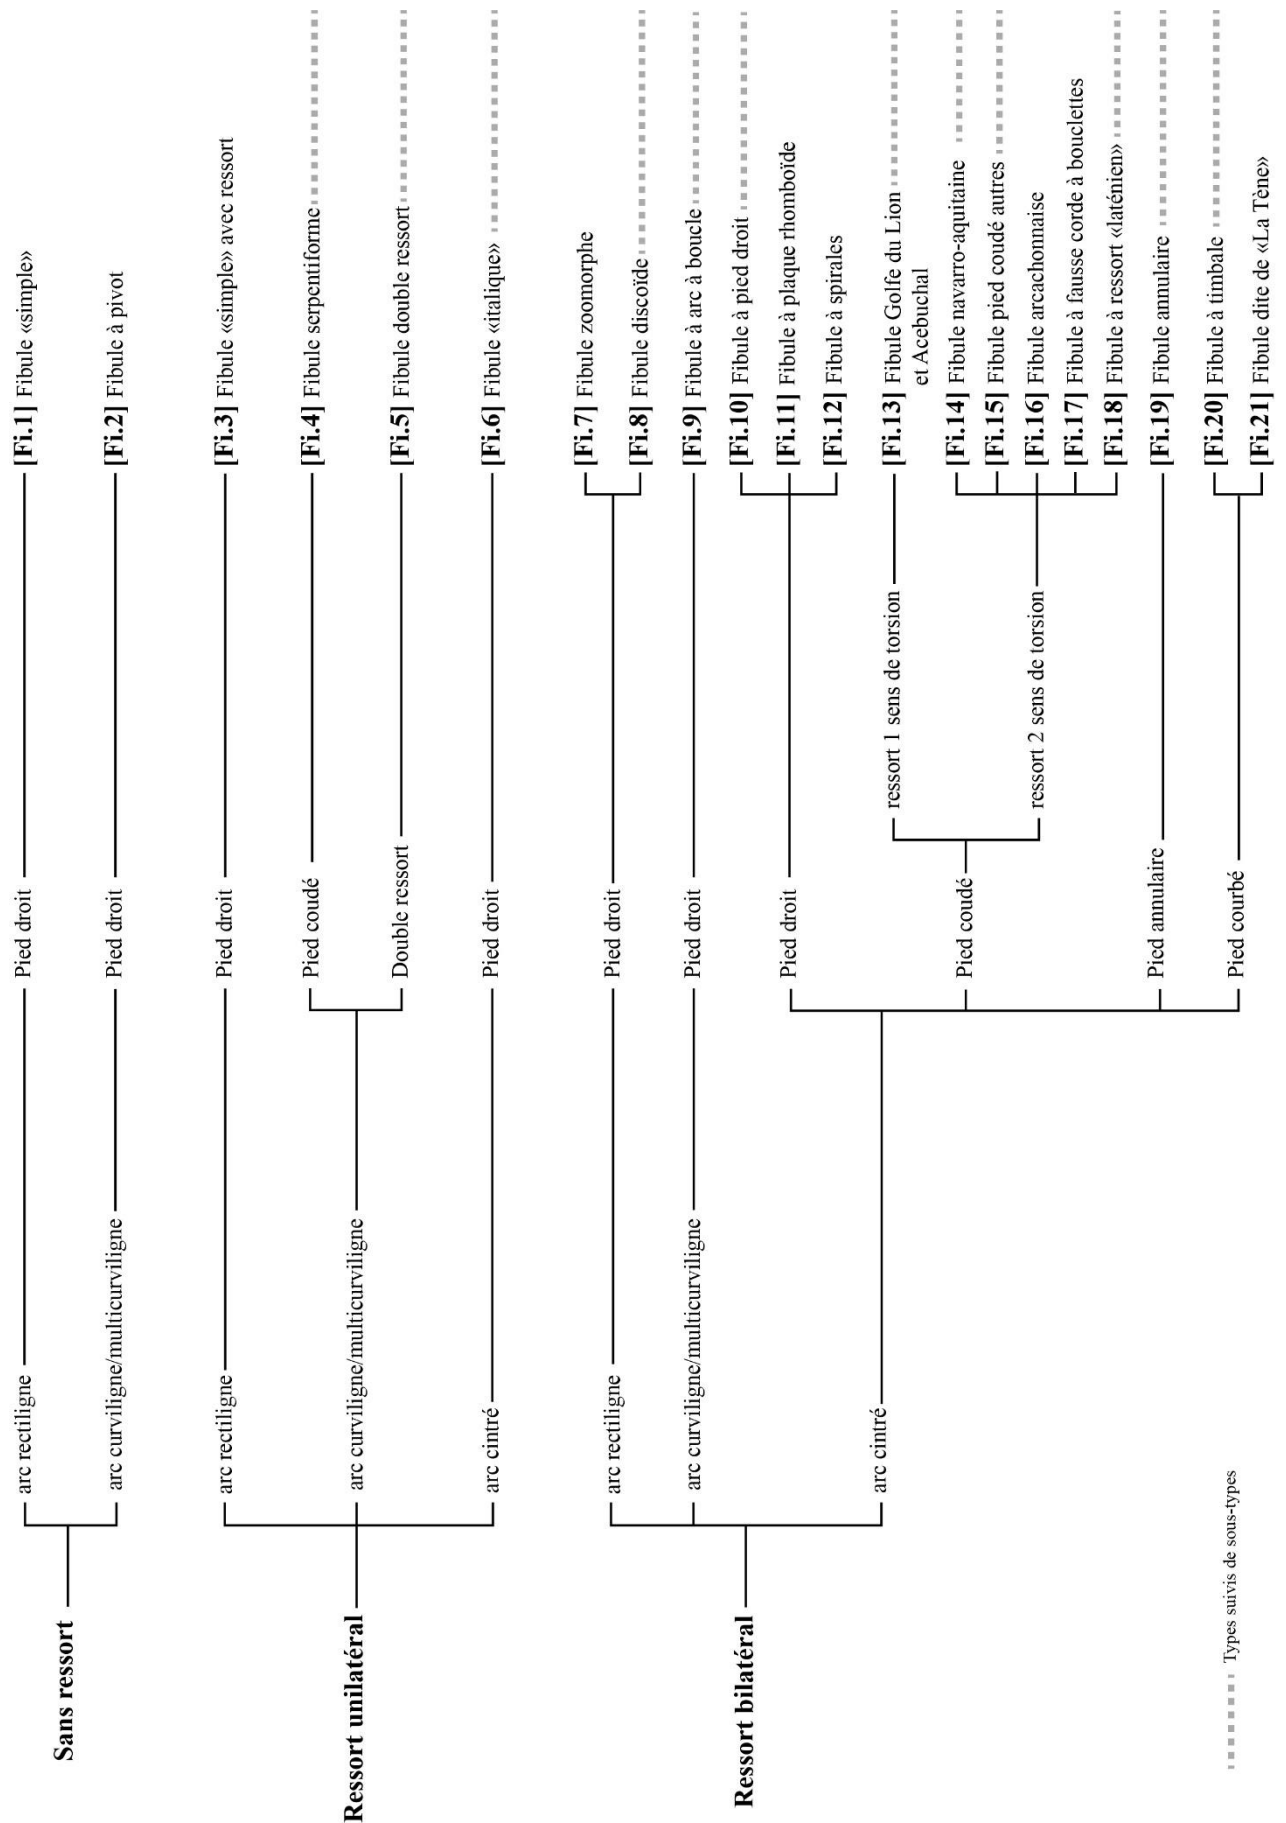 Sans ressort
arc rectiligne
Pied droit
[Fi.1] Fibule «simple»
arc curviligne/multicurviligne
Pied droit
[Fi.2] Fibule à pivot
Ressort unilatéral
arc rectiligne
Pied droit
[Fi.3] Fibule «simple» avec ressort
arc curviligne/multicurviligne
Pied coudé
[Fi.4] Fibule serpentiforme
Double ressort
[Fi.5] Fibule double ressort
arc cintré
Pied droit
[Fi.6] Fibule «italique»
Ressort bilatéral
arc rectiligne
Pied droit
[Fi.7] Fibule zoomorphe
[Fi.8] Fibule discoïde
arc curviligne/multicurviligne
Pied droit
[Fi.9] Fibule à arc à boucle
arc cintré
Pied droit
[Fi.10] Fibule à pied droit
[Fi.11] Fibule à plaque rhomboïde
[Fi.12] Fibule à spirales
Pied coudé
ressort 1 sens de torsion
[Fi.13] Fibule Golfe du Lion
et Acebuchal
ressort 2 sens de torsion
[Fi.14] Fibule navarro-aquitaine
[Fi.15] Fibule pied coudé autres
[Fi.16] Fibule arcachonnaise
[Fi.17] Fibule à fausse corde à bouclettes
[Fi.18] Fibule à ressort «laténien»
Pied annulaire
[Fi.19] Fibule annulaire
Pied courbé
[Fi.20] Fibule à timbale
[Fi.21] Fibule dite de «La Tène»
Types suivis de sous-types